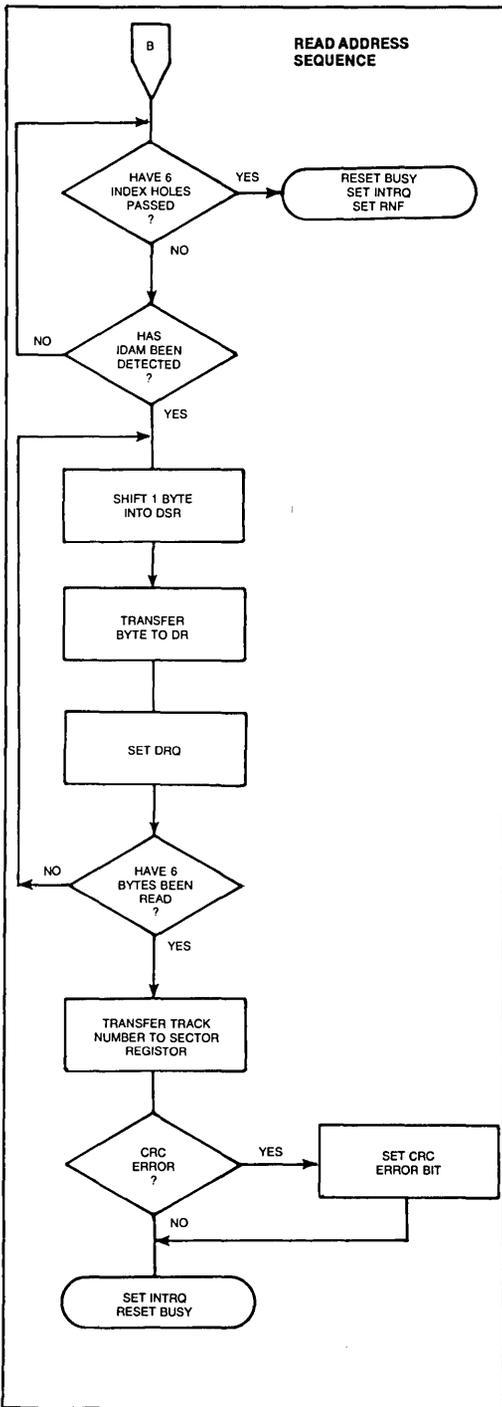 B
READ ADDRESS
SEQUENCE
HAVE 6
INDEX HOLES
PASSED
?
YES
RESET BUSY
SET INTRQ
SET RNF
NO
HAS
IDAM BEEN
DETECTED
?
NO
YES
SHIFT 1 BYTE
INTO DSR
TRANSFER
BYTE TO DR
SET DRQ
HAVE 6
BYTES BEEN
READ
?
NO
YES
TRANSFER TRACK
NUMBER TO SECTOR
REGISTOR
CRC
ERROR
?
YES
SET CRC
ERROR BIT
NO
SET INTRQ
RESET BUSY